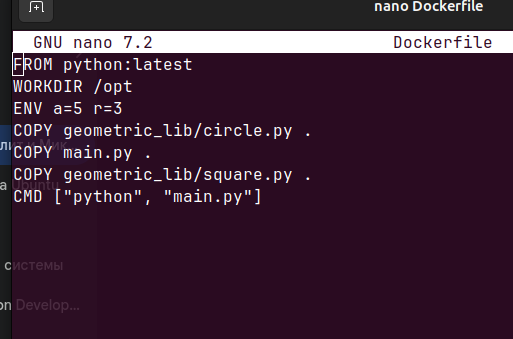 nano Dockerfile
GNU nano 7.2 Dockerfile
FROM python:latest
WORKDIR /opt
ENV a=5 r=3
COPY geometric_lib/circle.py .
COPY main.py .
COPY geometric_lib/square.py .
CMD ["python", "main.py"]
Ubuntu
системы
on Develop...